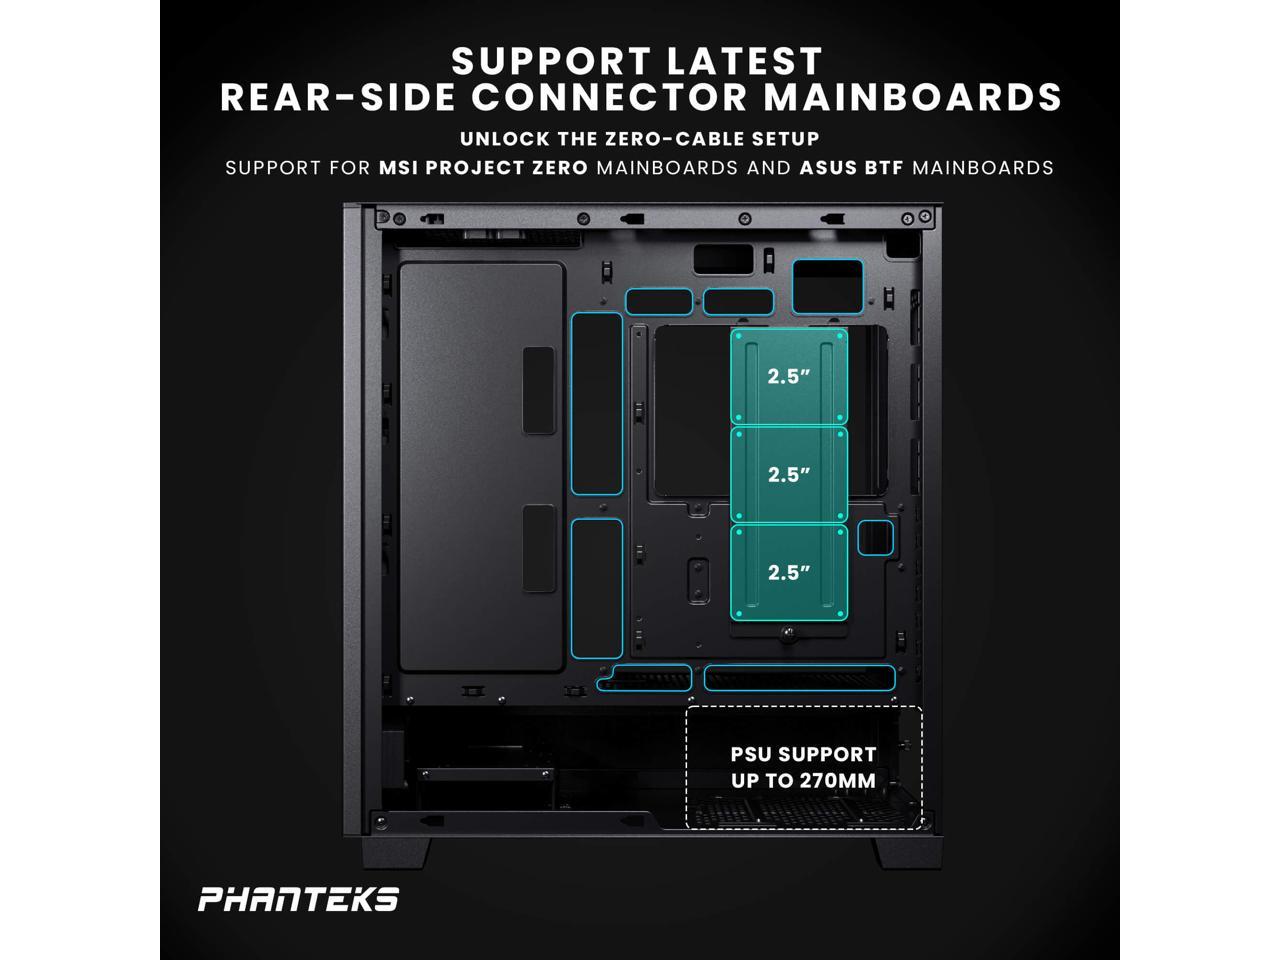 SUPPORT LATEST
REAR-SIDE CONNECTOR MAINBOARDS
UNLOCK THE ZERO-CABLE SETUP
SUPPORT FOR MSI PROJECT ZERO MAINBOARDS AND ASUS BTF MAINBOARDS
2.5”
2.5”
2.5”
PSU SUPPORT
UP TO 270MM
PHANTEKS